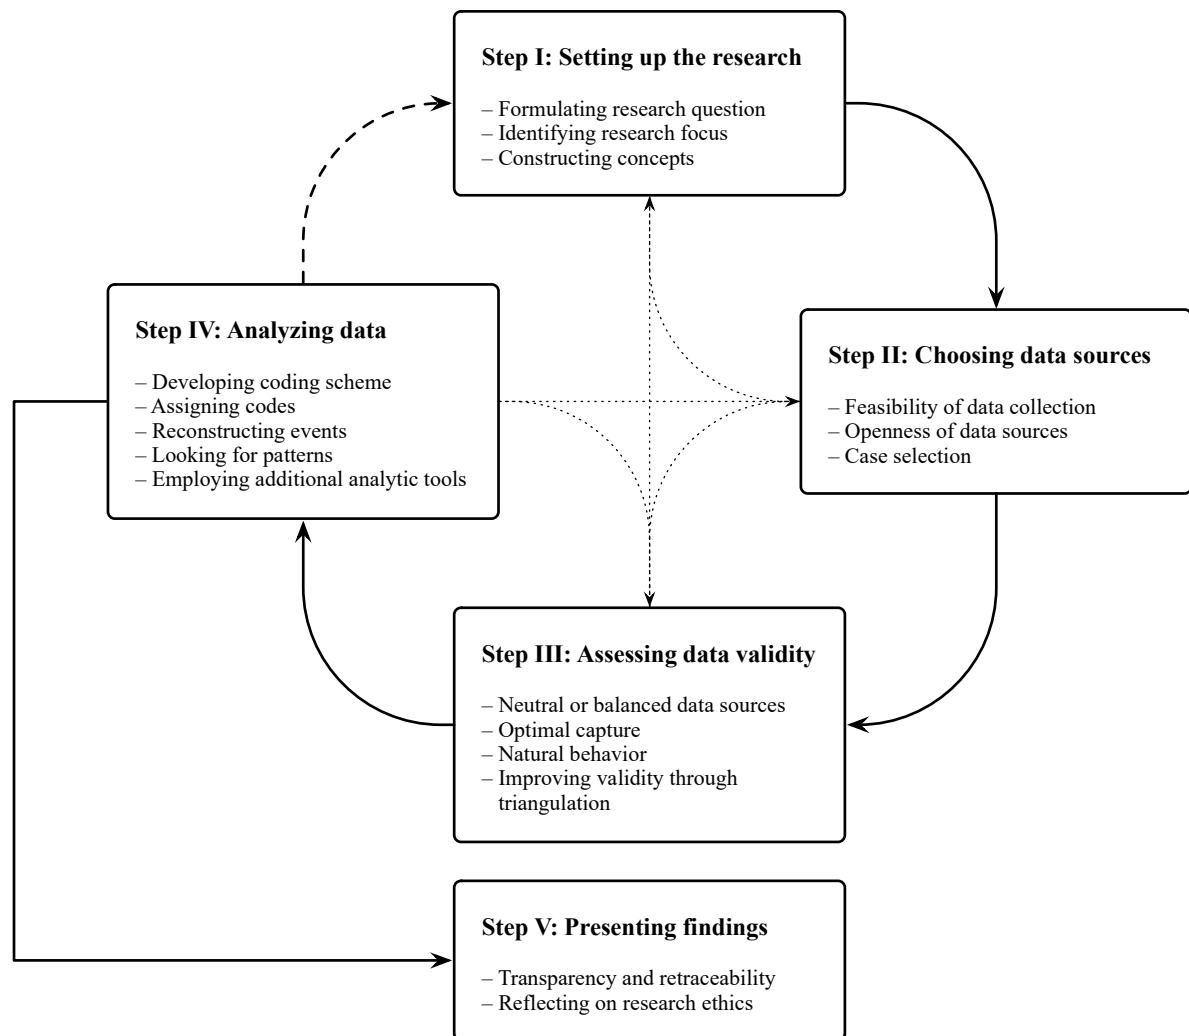 Step I: Setting up the research
– Formulating research question
– Identifying research focus
– Constructing concepts
Step II: Choosing data sources
– Feasibility of data collection
– Openness of data sources
– Case selection
Step III: Assessing data validity
– Neutral or balanced data sources
– Optimal capture
– Natural behavior
– Improving validity through
triangulation
Step IV: Analyzing data
– Developing coding scheme
– Assigning codes
– Reconstructing events
– Looking for patterns
– Employing additional analytic tools
Step V: Presenting findings
– Transparency and retraceability
– Reflecting on research ethics